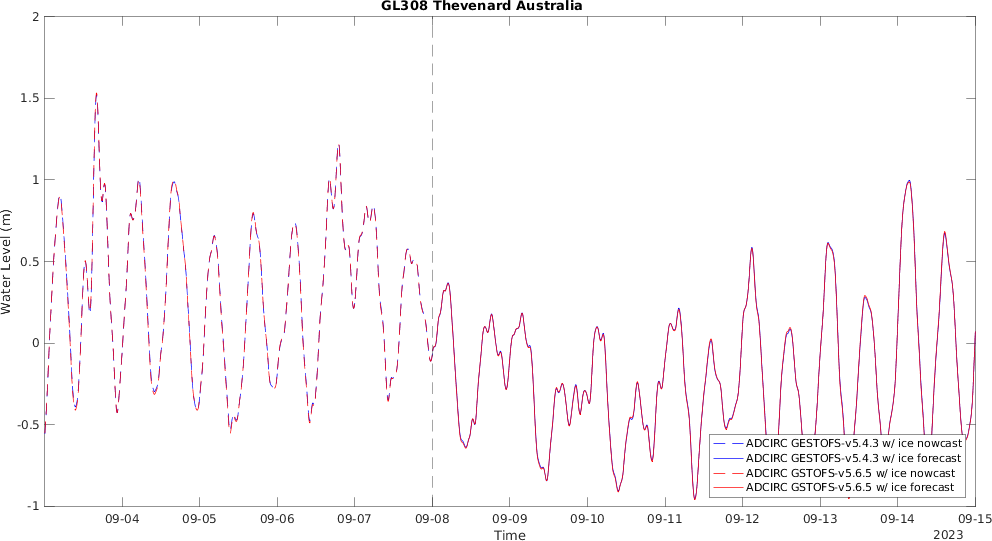 GL308 Thevenard Australia
2
1.5
1
0.5
0
-0.5
-1
Water Level (m)
09-04 09-05 09-06 09-07 09-08 09-09 09-10 09-11 09-12 09-13 09-14 09-15
Time
2023
ADCIRC GESTOFS-v5.4.3 w/ ice nowcast
ADCIRC GESTOFS-v5.4.3 w/ ice forecast
ADCIRC GSTOFS-v5.6.5 w/ ice nowcast
ADCIRC GSTOFS-v5.6.5 w/ ice forecast